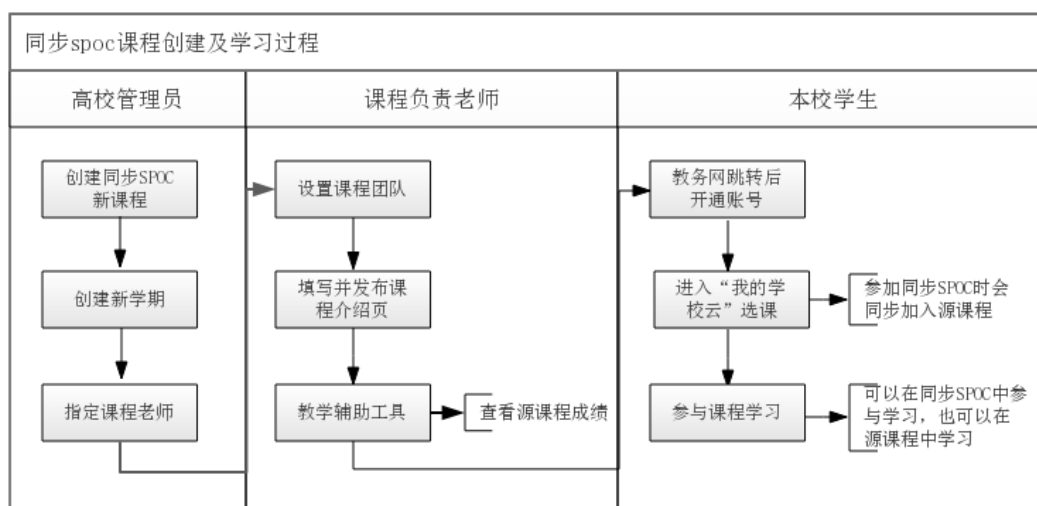 同步spoc课程创建及学习过程
高校管理员
课程负责老师
本校学生
创建同步SPOC
新课程
创建新学期
指定课程老师
设置课程团队
填写并发布课
程介绍页
教学辅助工具
查看源课程成绩
教务网跳转后
开通账号
进入“我的学
校云”选课
参加同步SPOC时会
同步加入源课程
参与课程学习
可以在同步SPOC中参
与学习，也可以在
源课程中学习